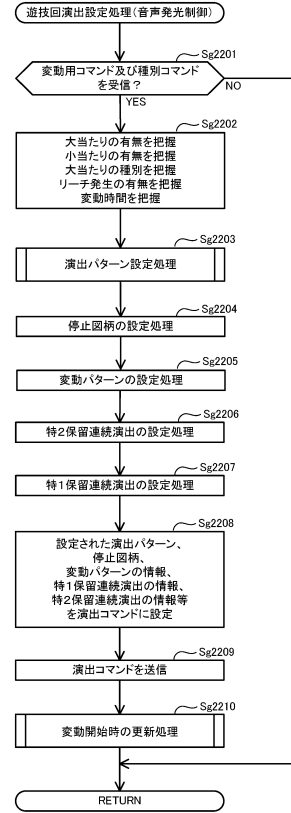 遊技回演出設定処理(音声発光制御)
Sg2201
変動用コマンド及び種別コマンド
を受信?
NO
YES
Sg2202
大当たりの有無を把握
小当たりの有無を把握
大当たりの種別を把握
リーチ発生の有無を把握
変動時間を把握
Sg2203
演出パターン設定処理
Sg2204
停止図柄の設定処理
Sg2205
変動パターンの設定処理
Sg2206
特2保留連続演出の設定処理
Sg2207
特1保留連続演出の設定処理
Sg2208
設定された演出パターン、
停止図柄、
変動パターンの情報、
特1保留連続演出の情報、
特2保留連続演出の情報等
を演出コマンドに設定
Sg2209
演出コマンドを送信
Sg2210
変動開始時の更新処理
RETURN